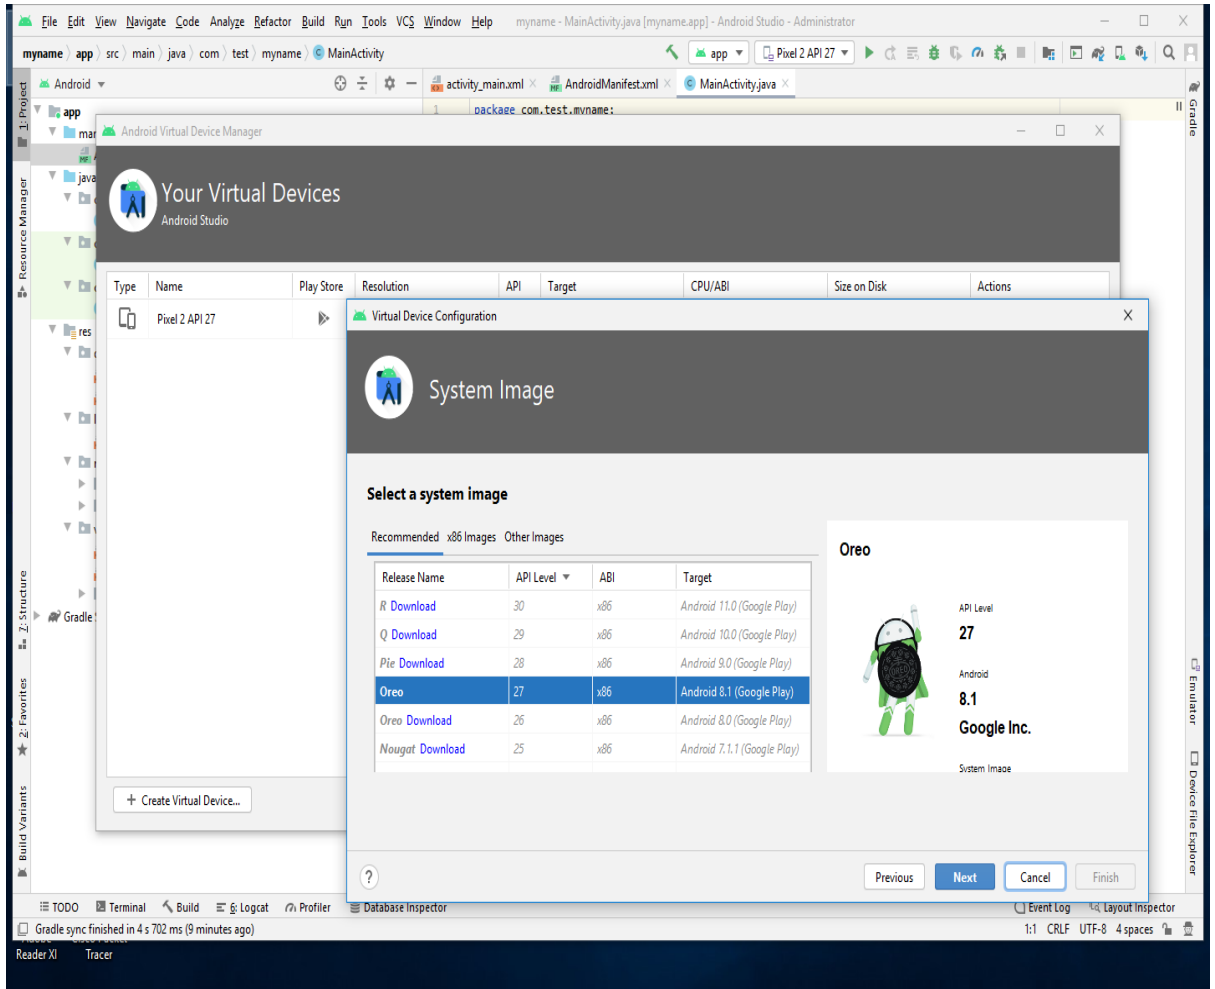 File Edit View Navigate Code Analyze Refactor Build Run Tools VCS Window Help myname - MainActivity.java [myname.app] - Android Studio - Administrator
myname app src main java com test myname MainActivity app Pixel 2 API 27
Android activity_main.xml AndroidManifest.xml MainActivity.java
1: Project
Resource Manager
Z: Structure
2: Favorites
Build Variants
Gradle
Emulator
Device File Explorer
app
1 package com.test.myname;
java
res
Gradle
Android Virtual Device Manager
Your Virtual Devices
Android Studio
Type Name Play Store Resolution API Target CPU/ABI Size on Disk Actions
Pixel 2 API 27
+ Create Virtual Device...
Virtual Device Configuration
System Image
Select a system image
Recommended x86 Images Other Images
Release Name API Level ABI Target
R Download 30 x86 Android 11.0 (Google Play)
Q Download 29 x86 Android 10.0 (Google Play)
Pie Download 28 x86 Android 9.0 (Google Play)
Oreo 27 x86 Android 8.1 (Google Play)
Oreo Download 26 x86 Android 8.0 (Google Play)
Nougat Download 25 x86 Android 7.1.1 (Google Play)
Oreo
API Level
27
Android
8.1
Google Inc.
System Image
? Previous Next Cancel Finish
TODO Terminal Build 6: Logcat Profiler Database Inspector Event Log Layout Inspector
Gradle sync finished in 4 s 702 ms (9 minutes ago) 1:1 CRLF UTF-8 4 spaces
Reader XI Tracer